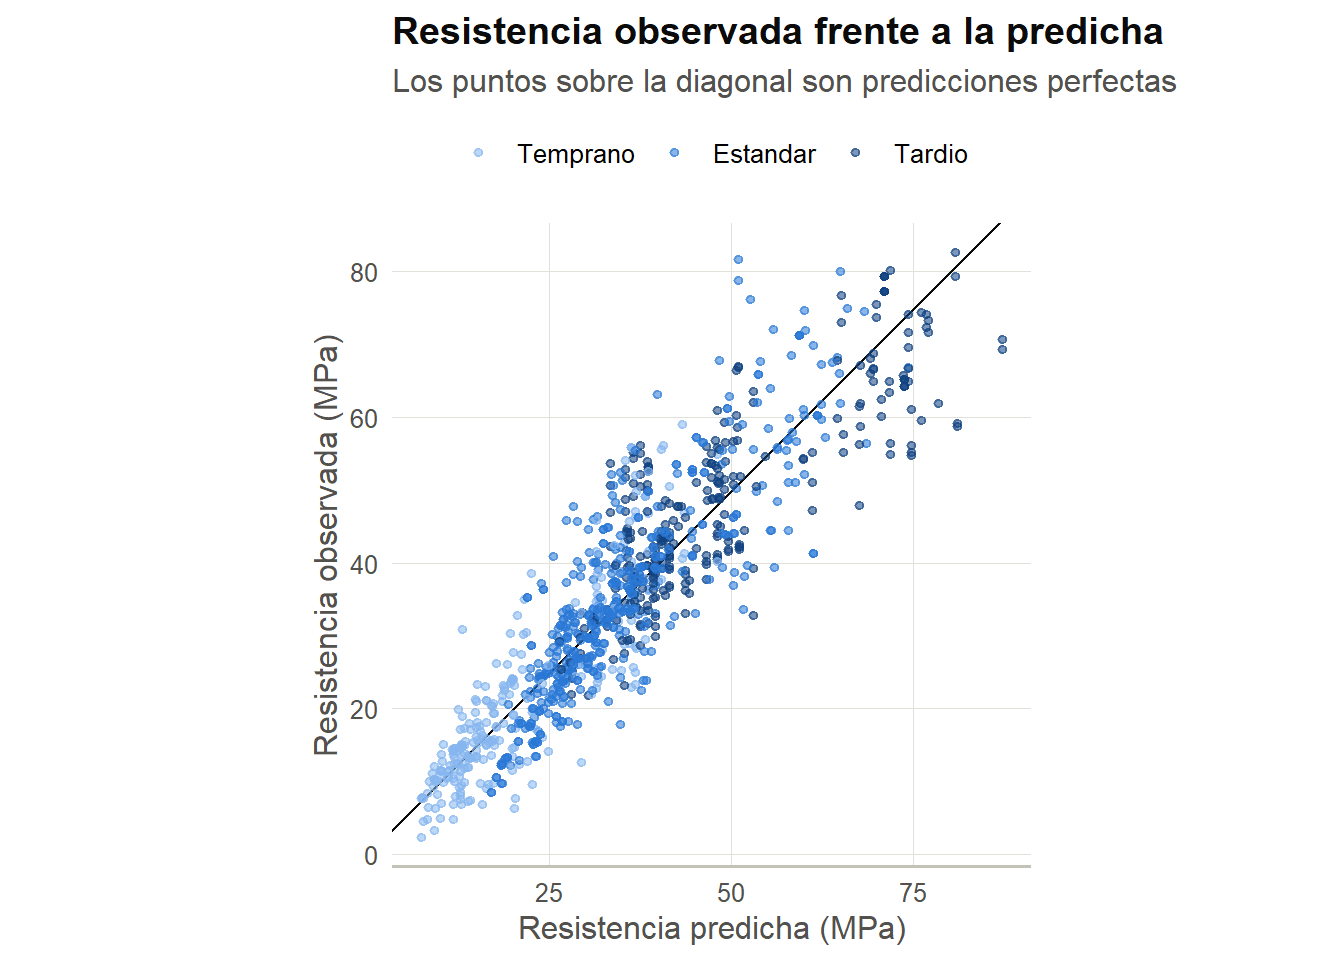 Resistencia observada frente a la predicha
Los puntos sobre la diagonal son predicciones perfectas
Temprano Estandar Tardio
Resistencia observada (MPa)
80
60
40
20
0
25 50 75
Resistencia predicha (MPa)